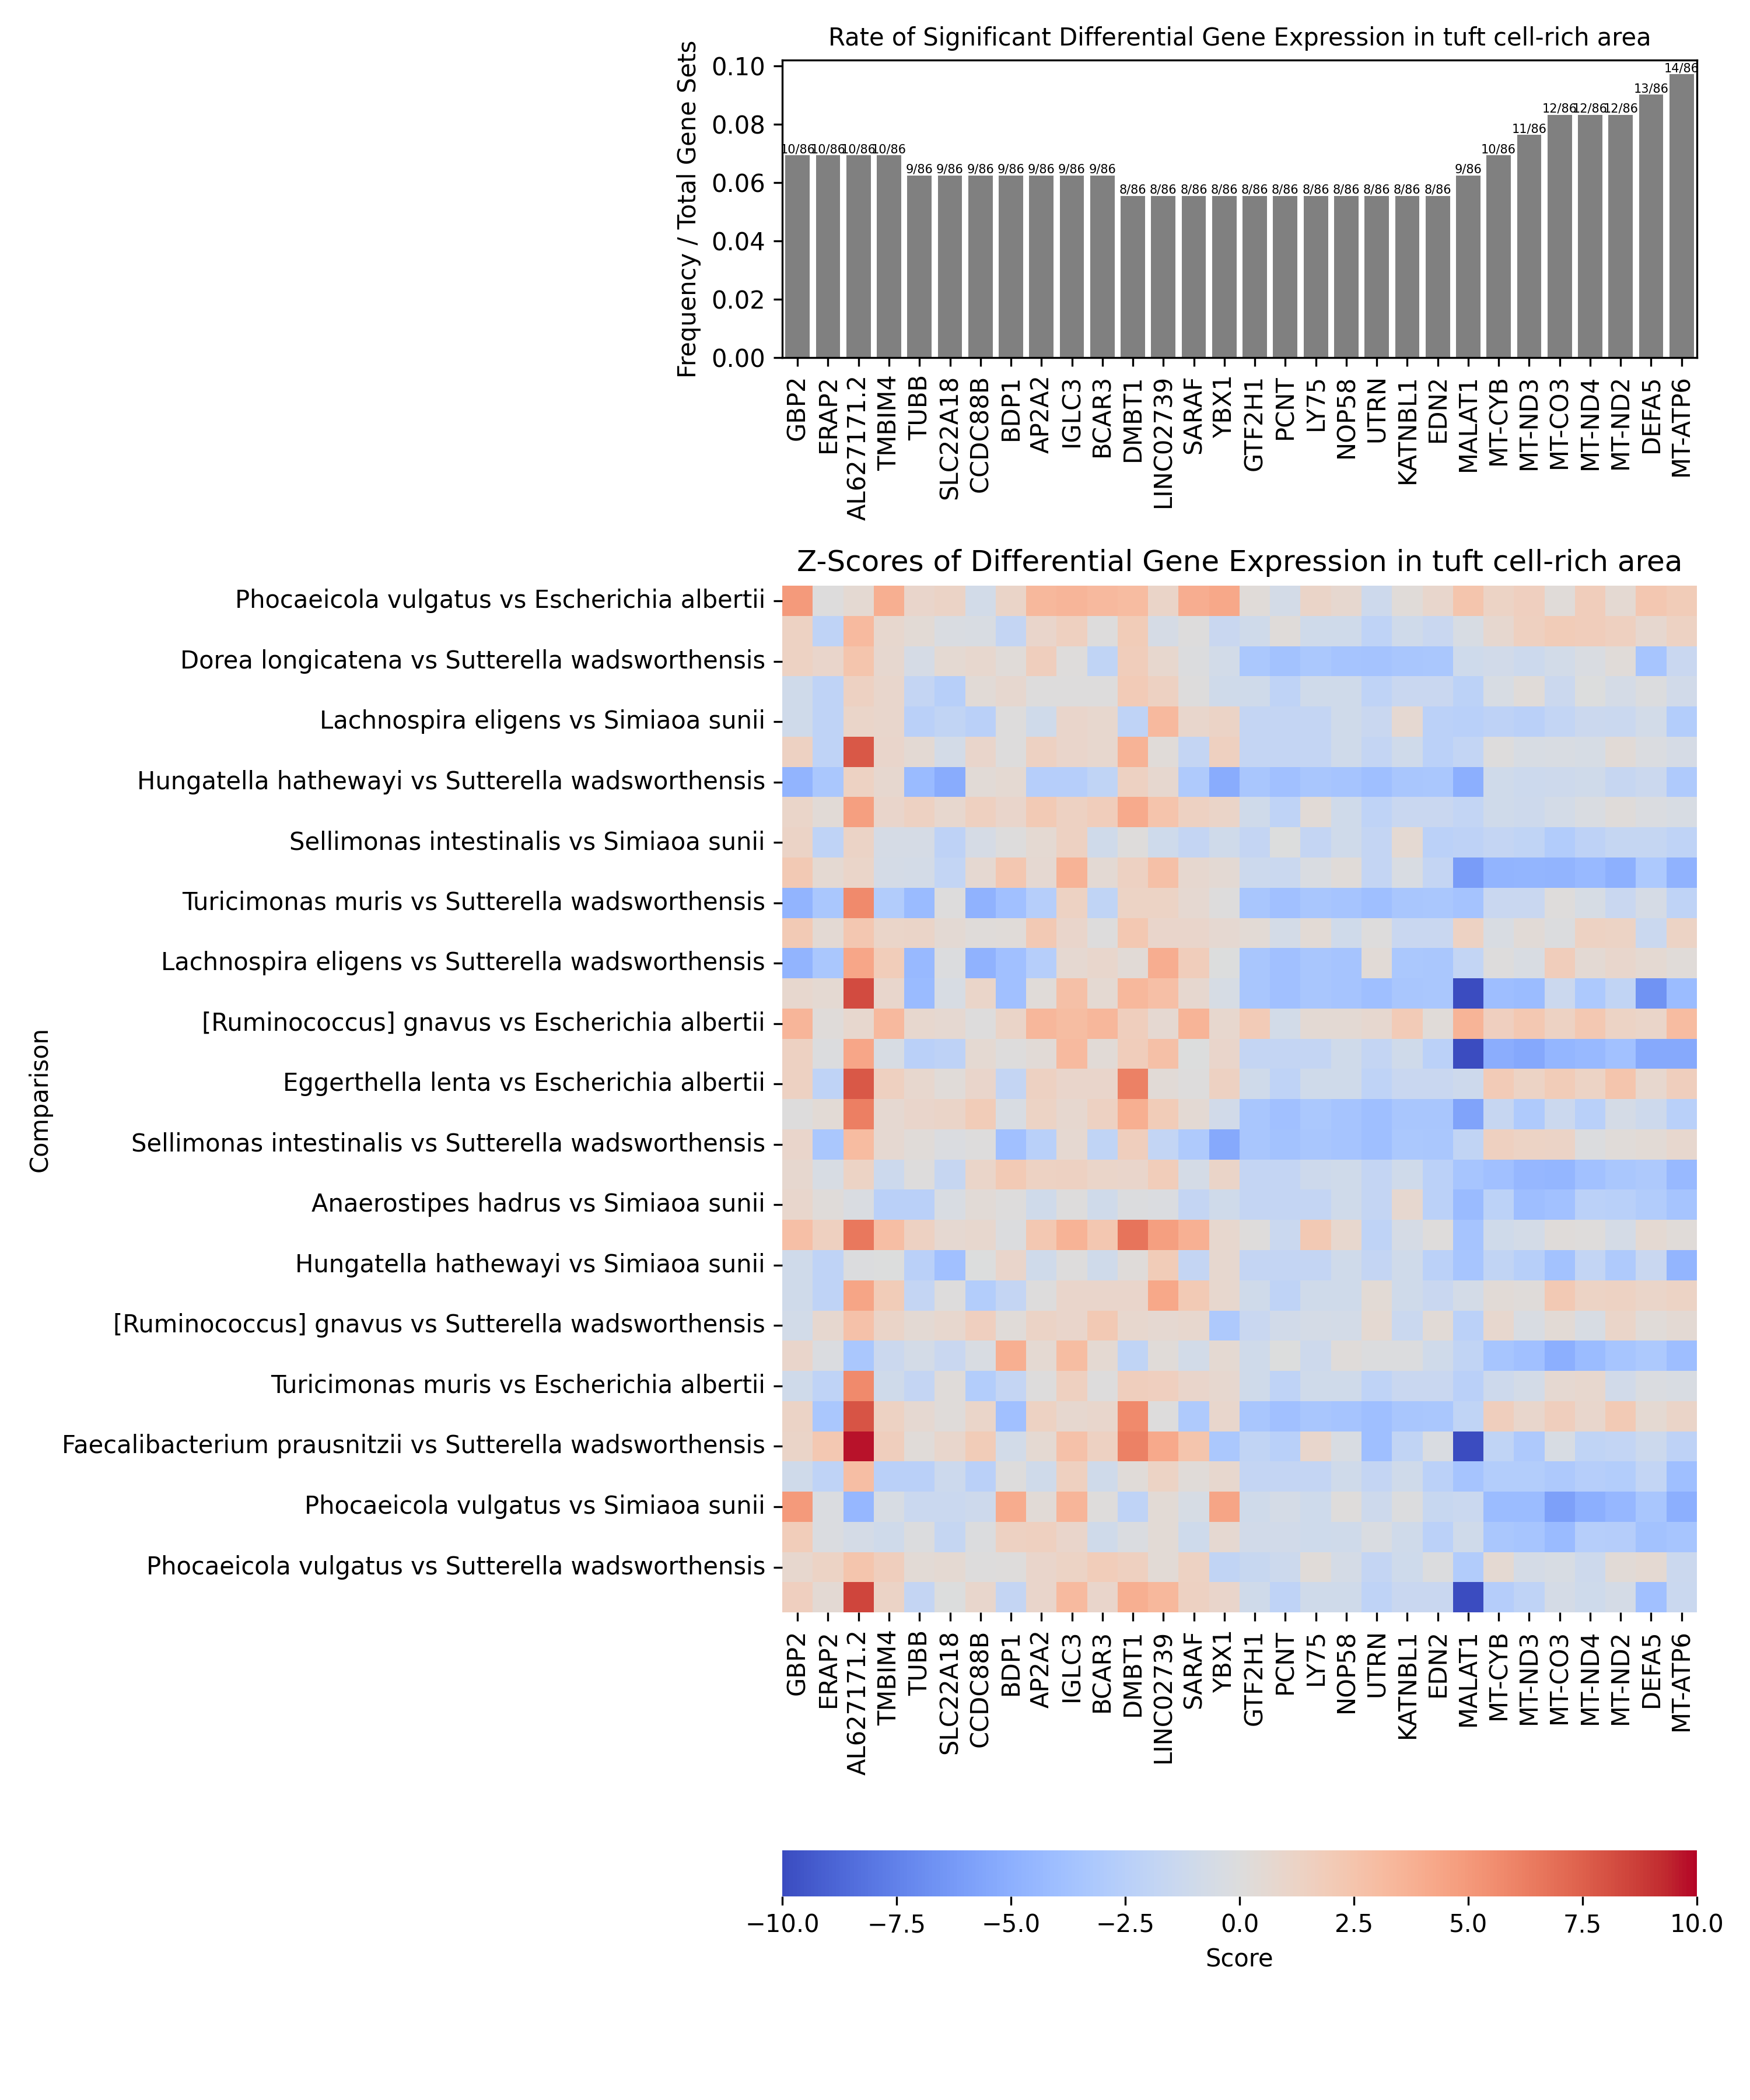 Rate of Significant Differential Gene Expression in tuft cell-rich area
Frequency / Total Gene Sets
0.10
0.08
0.06
0.04
0.02
0.00
10/86 10/86 10/86 10/86 9/86 9/86 9/86 9/86 9/86 9/86 9/86 8/86 8/86 8/86 8/86 8/86 8/86 8/86 8/86 8/86 8/86 8/86 9/86 10/86 11/86 12/86 12/86 12/86 13/86 14/86
GBP2 ERAP2 AL627171.2 TMBIM4 TUBB SLC22A18 CCDC88B BDP1 AP2A2 IGLC3 BCAR3 DMBT1 LINC02739 SARAF YBX1 GTF2H1 PCNT LY75 NOP58 UTRN KATNBL1 EDN2 MALAT1 MT-CYB MT-ND3 MT-CO3 MT-ND4 MT-ND2 DEFA5 MT-ATP6
Z-Scores of Differential Gene Expression in tuft cell-rich area
Comparison
Phocaeicola vulgatus vs Escherichia albertii
Dorea longicatena vs Sutterella wadsworthensis
Lachnospira eligens vs Simiaoa sunii
Hungatella hathewayi vs Sutterella wadsworthensis
Sellimonas intestinalis vs Simiaoa sunii
Turicimonas muris vs Sutterella wadsworthensis
Lachnospira eligens vs Sutterella wadsworthensis
[Ruminococcus] gnavus vs Escherichia albertii
Eggerthella lenta vs Escherichia albertii
Sellimonas intestinalis vs Sutterella wadsworthensis
Anaerostipes hadrus vs Simiaoa sunii
Hungatella hathewayi vs Simiaoa sunii
[Ruminococcus] gnavus vs Sutterella wadsworthensis
Turicimonas muris vs Escherichia albertii
Faecalibacterium prausnitzii vs Sutterella wadsworthensis
Phocaeicola vulgatus vs Simiaoa sunii
Phocaeicola vulgatus vs Sutterella wadsworthensis
GBP2 ERAP2 AL627171.2 TMBIM4 TUBB SLC22A18 CCDC88B BDP1 AP2A2 IGLC3 BCAR3 DMBT1 LINC02739 SARAF YBX1 GTF2H1 PCNT LY75 NOP58 UTRN KATNBL1 EDN2 MALAT1 MT-CYB MT-ND3 MT-CO3 MT-ND4 MT-ND2 DEFA5 MT-ATP6
−10.0 −7.5 −5.0 −2.5 0.0 2.5 5.0 7.5 10.0
Score